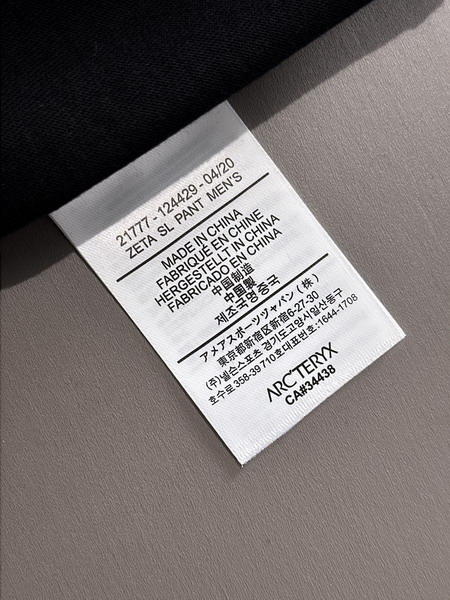 21777 - 124429 - 04/20
ZETA SL PANT MEN'S
MADE IN CHINA
FABRIQUÉ EN CHINE
HERGESTELLT IN CHINA
FABRICADO EN CHINA
中国制造
中國製
제조국명 중국
アメアスポーツジャパン(株)
東京都新宿区新宿6-27-30
(주)넬슨스포츠 경기도고양시일산동구
호수로 358-39 710호대표번호:1644-1708
ARC'TERYX
CA#34438